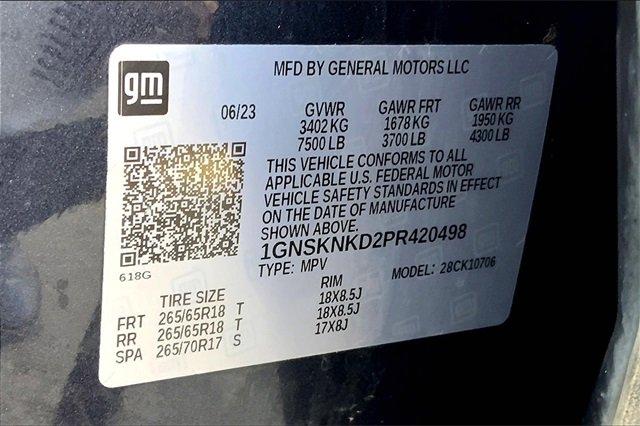 gm
MFD BY GENERAL MOTORS LLC
06/23 GVWR GAWR FRT GAWR RR
3402 KG 1678 KG 1950 KG
7500 LB 3700 LB 4300 LB
THIS VEHICLE CONFORMS TO ALL
APPLICABLE U.S. FEDERAL MOTOR
VEHICLE SAFETY STANDARDS IN EFFECT
ON THE DATE OF MANUFACTURE
SHOWN ABOVE.
1GNSKNKD2PR420498
618G
TYPE: MPV MODEL: 28CK10706
TIRE SIZE RIM
FRT 265/65R18 T 18X8.5J
RR 265/65R18 T 18X8.5J
SPA 265/70R17 S 17X8J